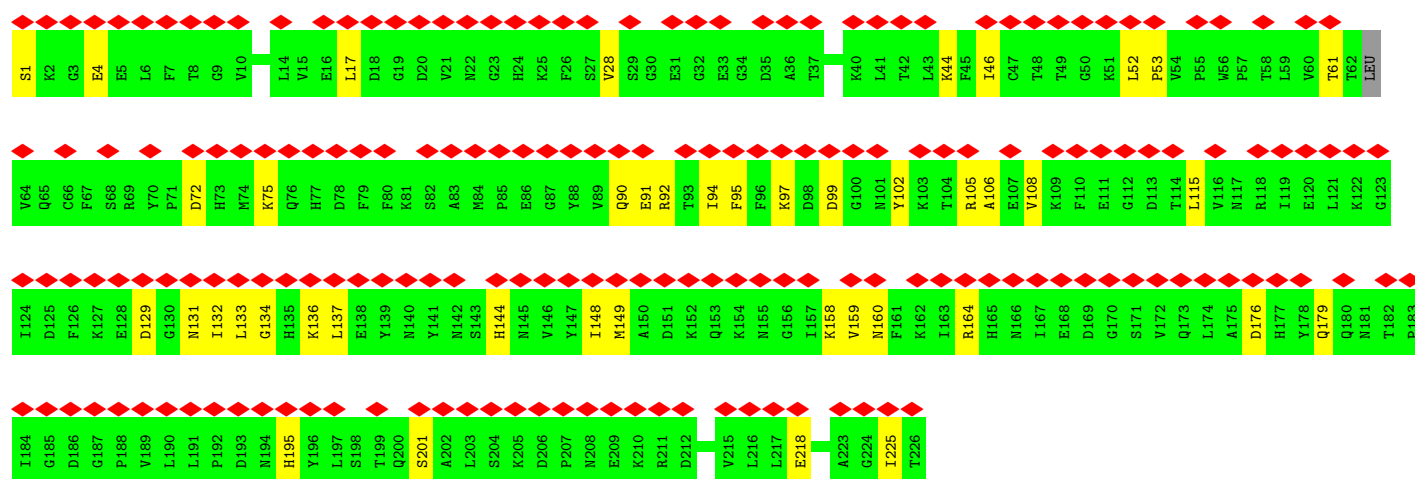 S1 K2 G3 E4 E5 L6 F7 T8 G9 V10 L14 V15 E16 L17 D18 G19 D20 V21 N22 G23 H24 K25 F26 S27 V28 S29 G30 E31 G32 E33 G34 D35 A36 T37 K40 L41 T42 L43 K44 F45 I46 C47 T48 T49 G50 K51 L52 P53 V54 P55 W56 P57 T58 L59 V60 T61 T62 LEU
V64 Q65 C66 F67 S68 R69 Y70 P71 D72 H73 M74 K75 Q76 H77 D78 F79 F80 K81 S82 A83 M84 P85 E86 G87 Y88 V89 Q90 E91 R92 T93 I94 F95 F96 K97 D98 D99 G100 N101 Y102 K103 T104 R105 A106 E107 V108 K109 F110 E111 G112 D113 T114 L115 V116 N117 R118 I119 E120 L121 K122 G123
I124 D125 F126 K127 E128 D129 G130 N131 I132 L133 G134 H135 K136 L137 E138 Y139 N140 Y141 N142 S143 H144 N145 V146 Y147 I148 M149 A150 D151 K152 Q153 K154 N155 G156 I157 K158 V159 N160 F161 K162 I163 R164 H165 N166 I167 E168 D169 G170 S171 V172 Q173 L174 A175 D176 H177 Y178 Q179 Q180 N181 T182 P183
I184 G185 D186 G187 P188 V189 L190 L191 P192 D193 N194 H195 Y196 L197 S198 T199 Q200 S201 A202 L203 S204 K205 D206 P207 N208 E209 K210 R211 D212 V215 L216 L217 E218 A223 G224 I225 T226